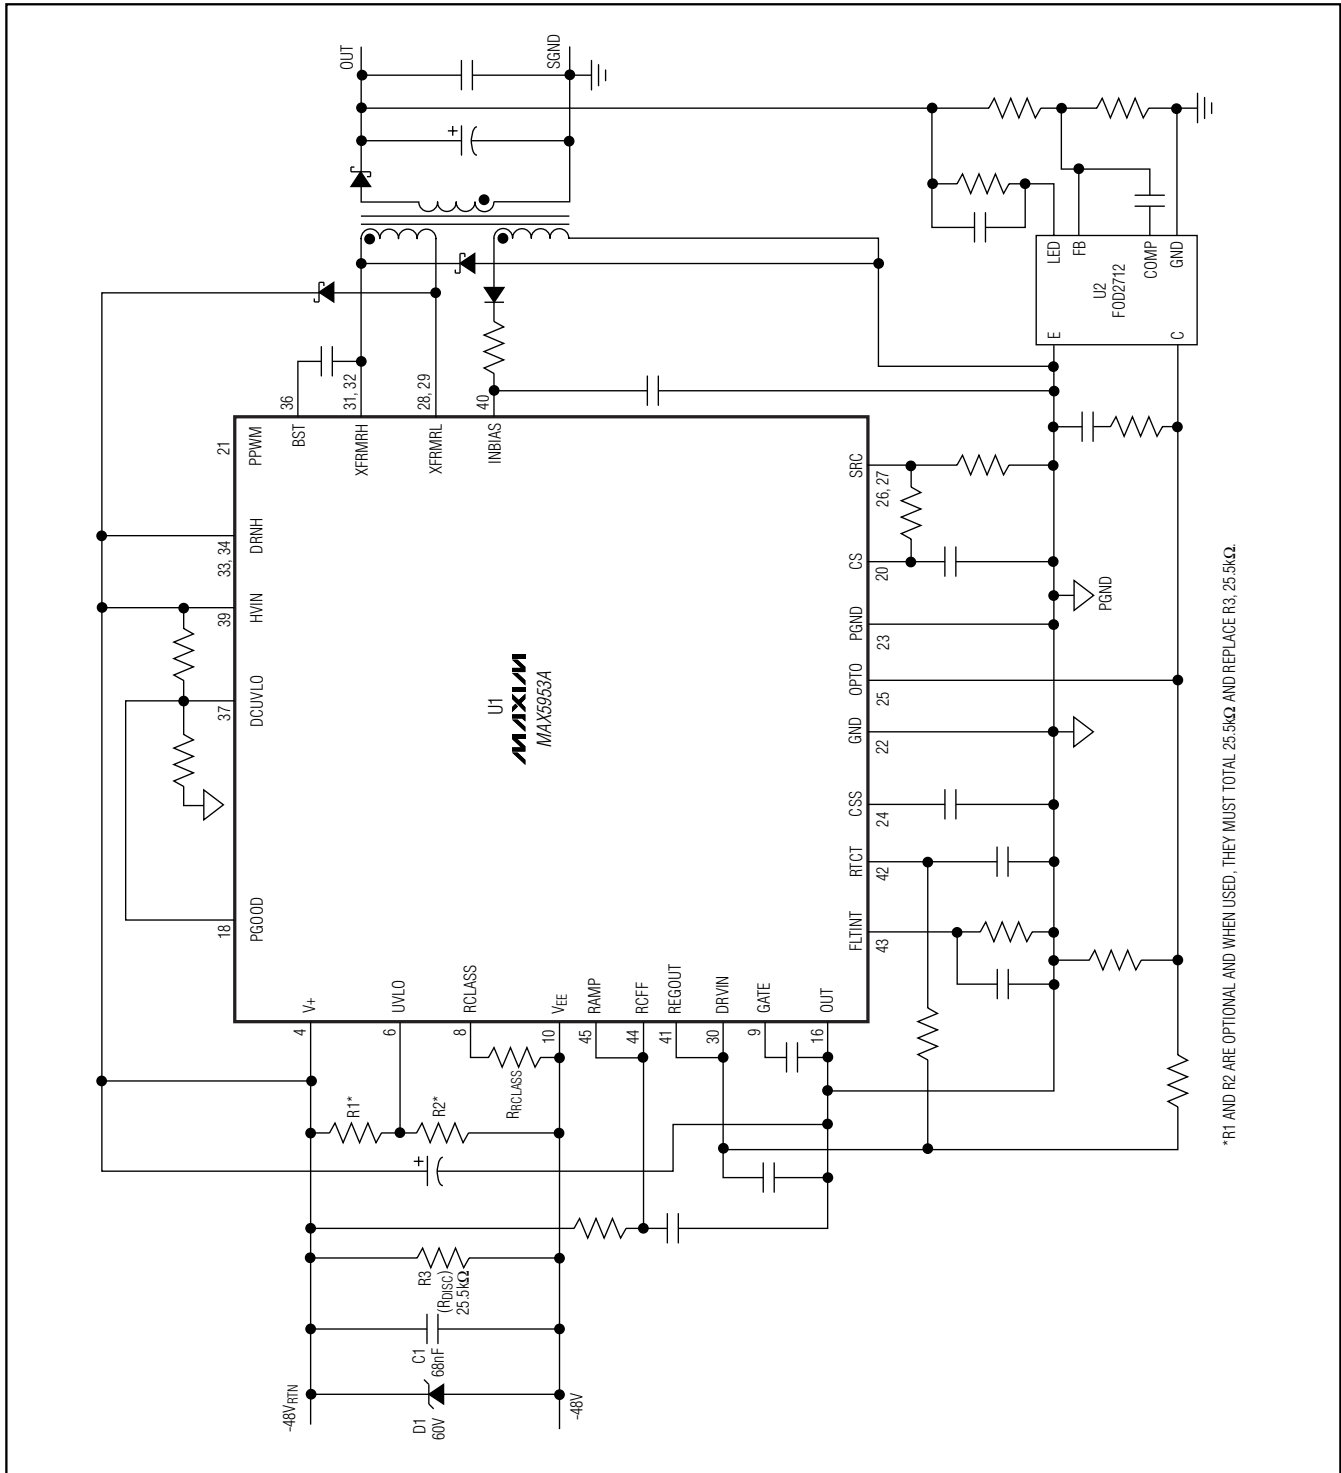 -48VRTN
-48V
D1
60V
C1
68nF
R3
(RDISC)
25.5kΩ
R1*
R2*
RRCLASS
+
4
V+
6
UVLO
8
RCLASS
10
VEE
45
RAMP
44
RCFF
41
REGOUT
30
DRVIN
9
GATE
16
OUT
18
PGOOD
37
DCUVLO
39
HVIN
33, 34
DRNH
21
PPWM
U1
MAXIM
MAX5953A
FLTINT
43
RTCT
42
CSS
24
GND
22
OPTO
25
PGND
23
CS
20
SRC
26, 27
PGND
36
BST
31, 32
XFRMRH
28, 29
XFRMRL
40
INBIAS
OUT
+
SGND
U2
FOD2712
LED
FB
COMP
GND
E
C
*R1 AND R2 ARE OPTIONAL AND WHEN USED, THEY MUST TOTAL 25.5kΩ AND REPLACE R3, 25.5kΩ.